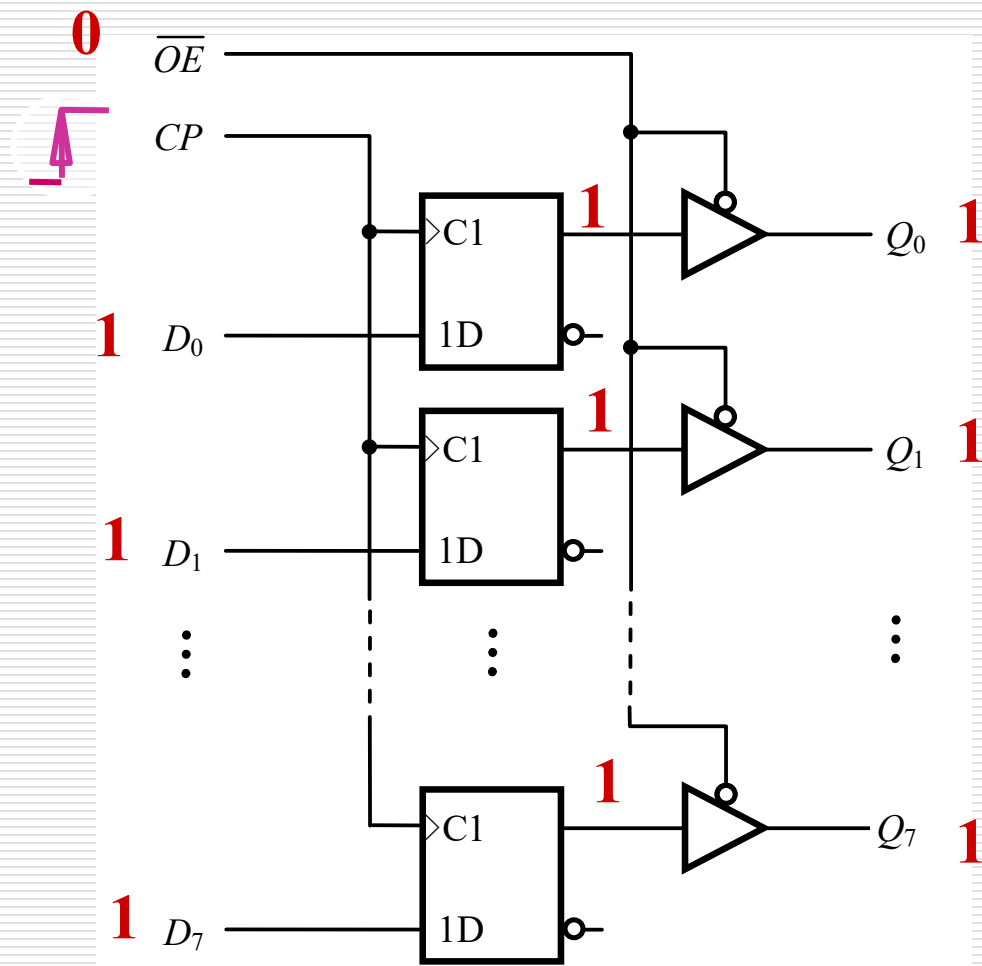 0 O̅E̅
CP
C1 1 Q₀ 1
1 D₀ 1D
1
C1 Q₁ 1
1 D₁ 1D
⋮ ⋮ ⋮
1
C1 Q₇ 1
1 D₇ 1D